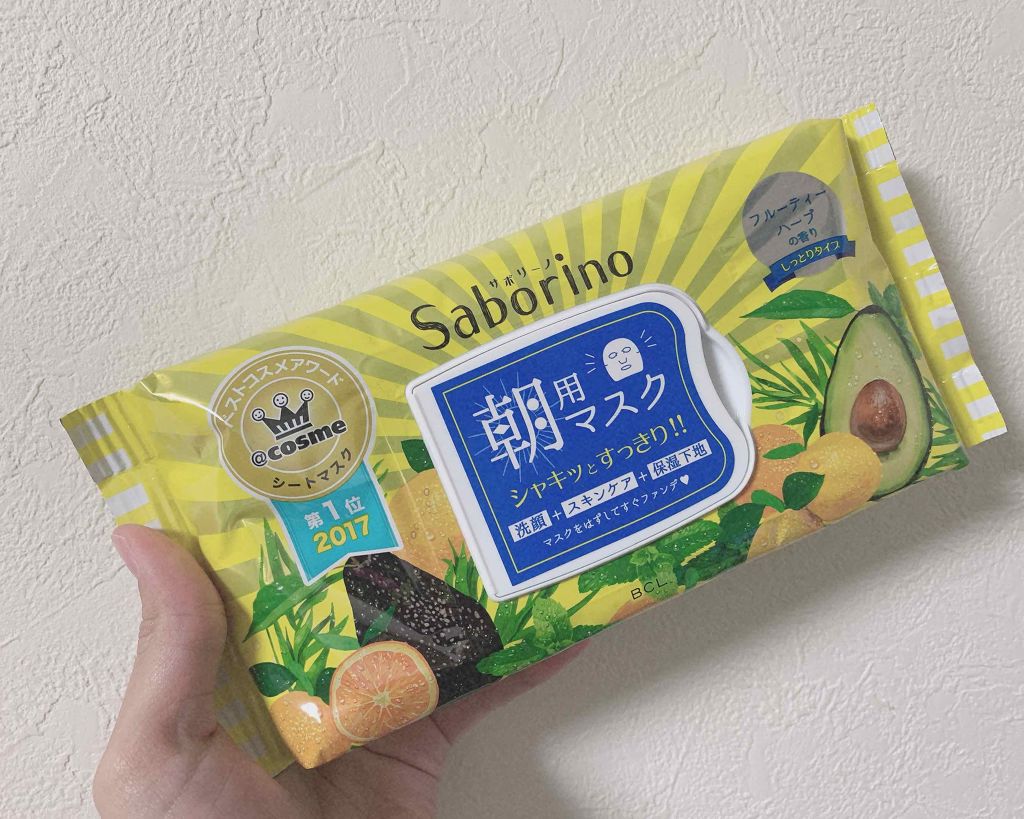 サボリーノ
Saborino
フルーティー
ハーブ
の香り
しっとりタイプ
ベストコスメアワード
@cosme
シートマスク
第1位
2017
朝用マスク
シャキッとすっきり!!
洗顔+スキンケア+保湿下地
マスクをはずしてすぐファンデ♥
BCL.